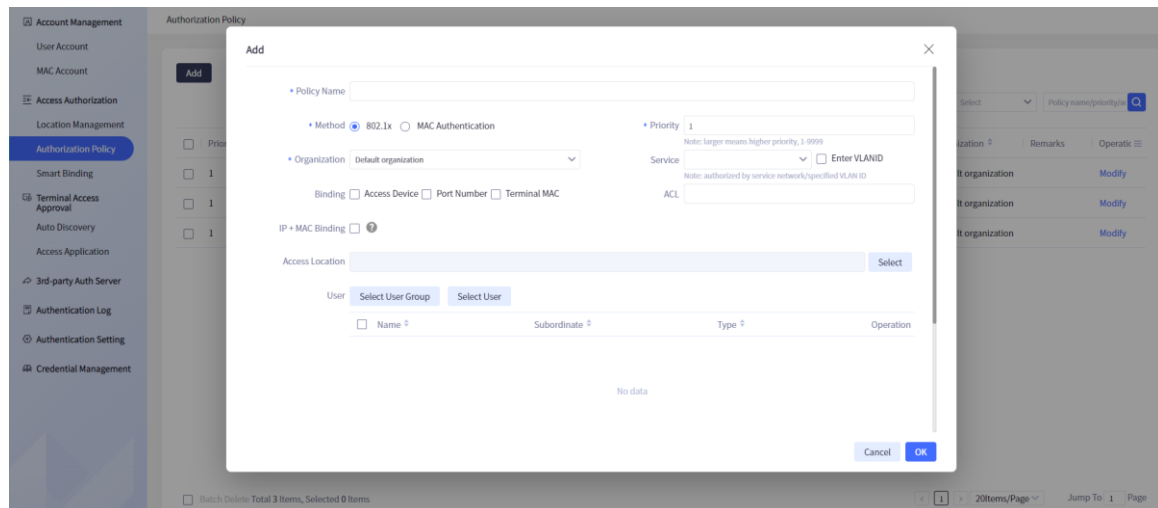 Account Management
User Account
MAC Account
Access Authorization
Location Management
Authorization Policy
Smart Binding
Terminal Access
Approval
Auto Discovery
Access Application
3rd-party Auth Server
Authentication Log
Authentication Setting
Credential Management
Authorization Policy
Add
Select
Policy name/priority/
Remarks
1 lt organization Modify
1 lt organization Modify
1 lt organization Modify
Batch Delete Total 3 Items, Selected 0 Items
1 20Items/Page Jump To 1 Page
Add
* Policy Name
* Method 802.1x MAC Authentication
* Priority 1
Note: larger means higher priority, 1-9999
* Organization Default organization
Service Enter VLANID
Note: authorized by service network/specified VLAN ID
Binding Access Device Port Number Terminal MAC
ACL
IP + MAC Binding ?
Access Location Select
User Select User Group Select User
Name Subordinate Type Operation
No data
Cancel OK